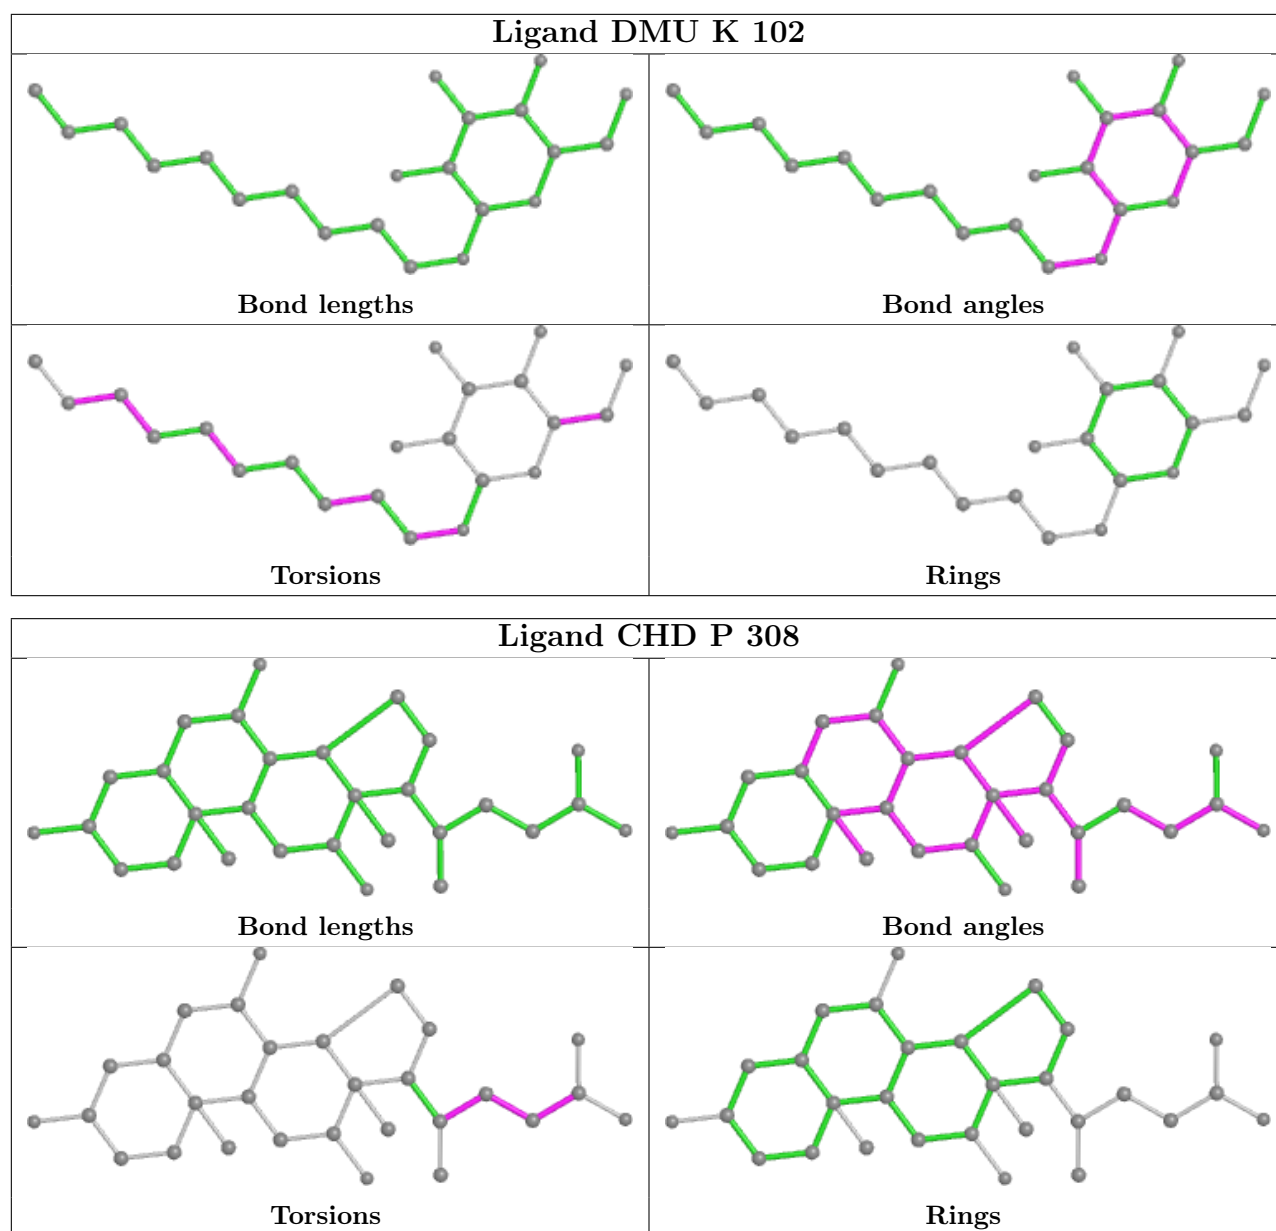 Ligand DMU K 102
Bond lengths
Bond angles
Torsions
Rings
Ligand CHD P 308
Bond lengths
Bond angles
Torsions
Rings